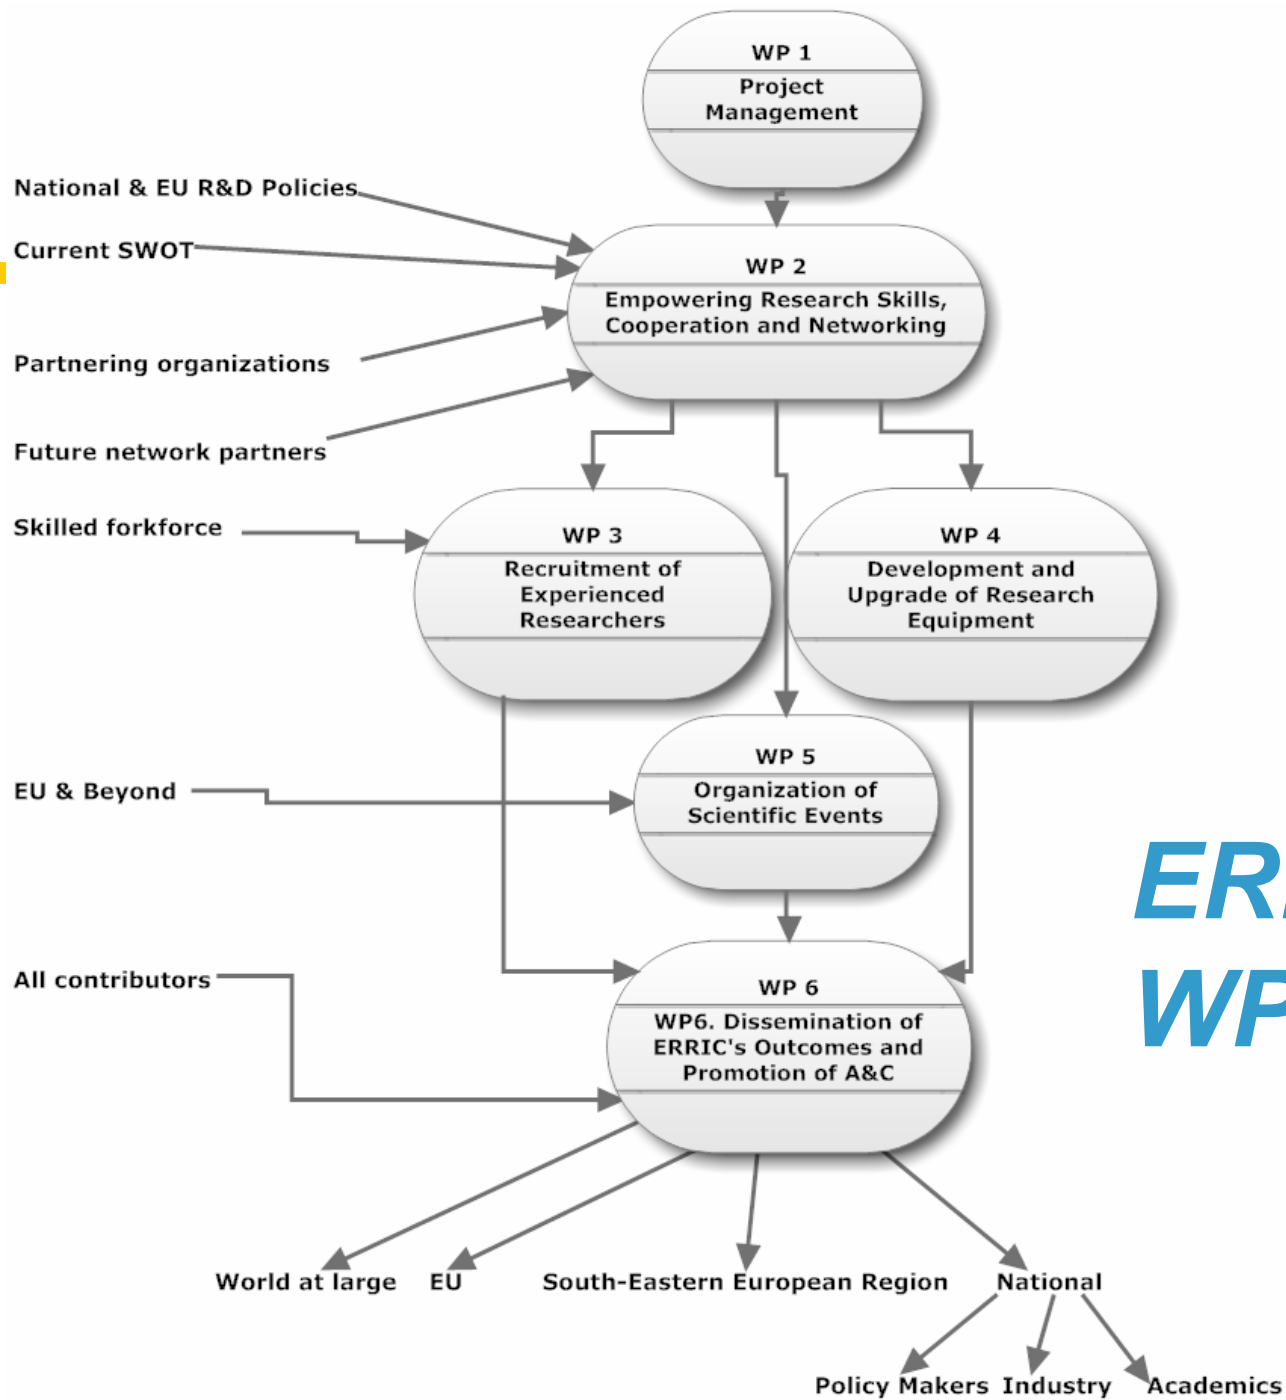 WP 1
Project
Management
National & EU R&D Policies
Current SWOT
WP 2
Empowering Research Skills,
Cooperation and Networking
Partnering organizations
Future network partners
Skilled forkforce
WP 3
Recruitment of
Experienced
Researchers
WP 4
Development and
Upgrade of Research
Equipment
WP 5
Organization of
Scientific Events
EU & Beyond
WP 6
WP6. Dissemination of
ERRIC's Outcomes and
Promotion of A&C
All contributors
World at large
EU
South-Eastern European Region
National
Policy Makers
Industry
Academics
WP